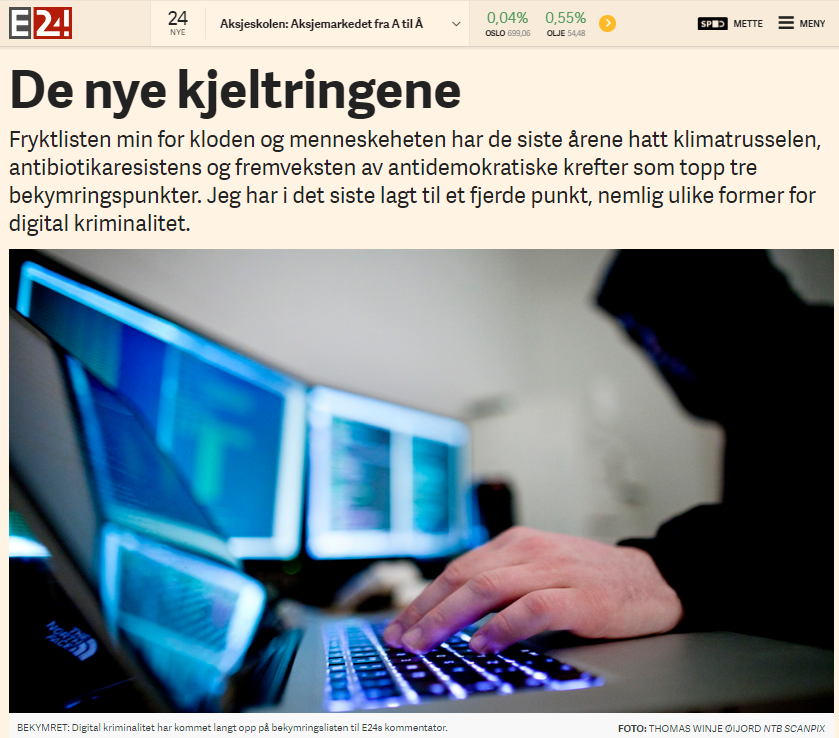 E24!
24
NYE
Aksjeskolen: Aksjemarkedet fra A til Å
0,04%
OSLO 699,06
0,55%
OLJE 54,48
SPID METTE
MENY
De nye kjeltringene
Fryktlisten min for kloden og menneskeheten har de siste årene hatt klimatrusselen,
antibiotikaresistens og fremveksten av antidemokratiske krefter som topp tre
bekymringspunkter. Jeg har i det siste lagt til et fjerde punkt, nemlig ulike former for
digital kriminalitet.
THE
NORTH
FACE
BEKYMRET: Digital kriminalitet har kommet langt opp på bekymringslisten til E24s kommentator.
FOTO: THOMAS WINJE ØIJORD NTB SCANPIX